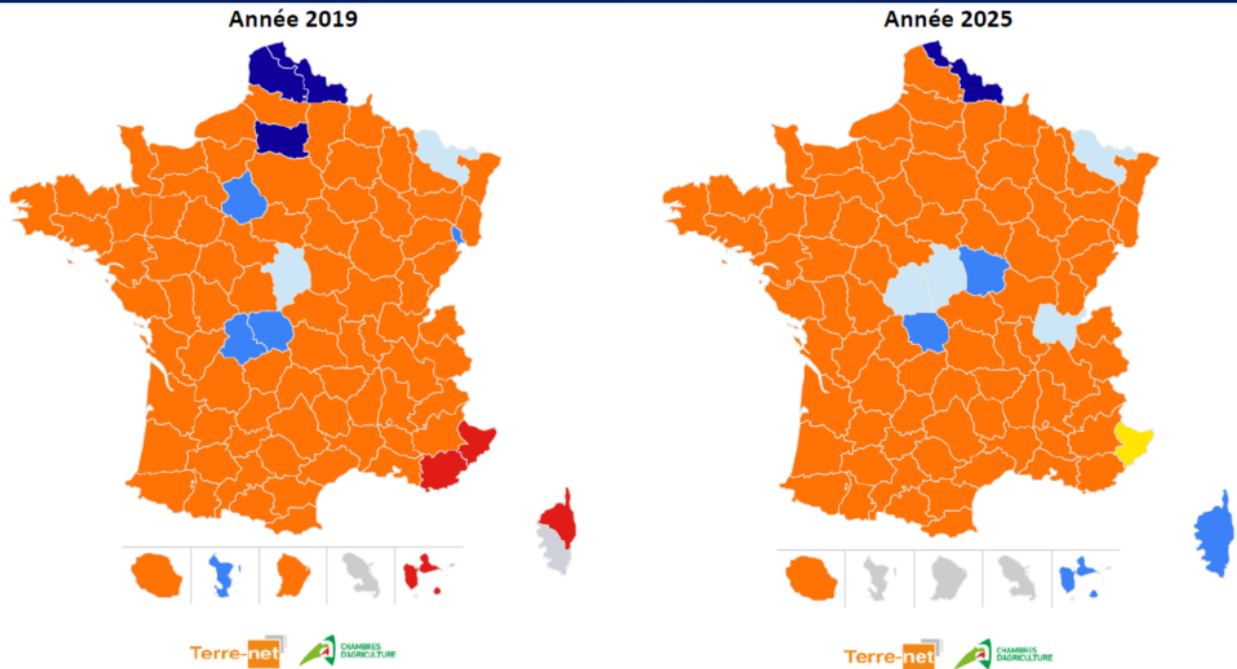 Année 2019
Année 2025
Terre-net
CHAMBRES
D'AGRICULTURE
Terre-net
CHAMBRES
D'AGRICULTURE